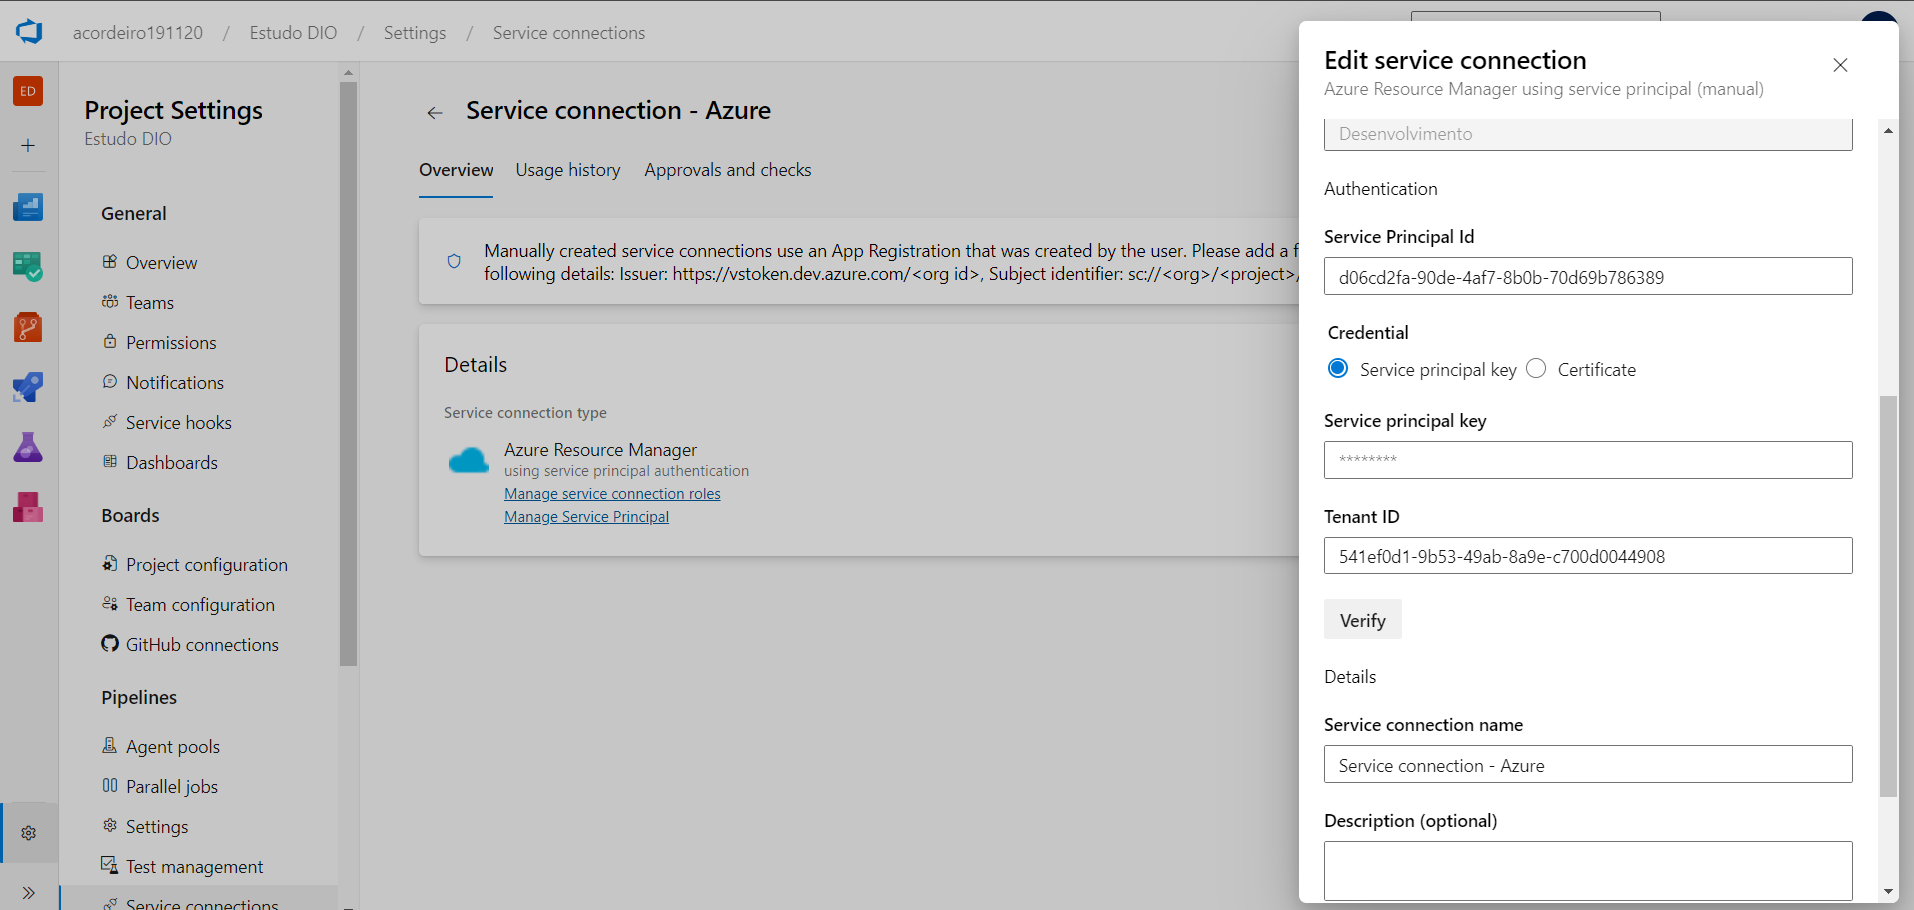 acordeiro191120 / Estudo DIO / Settings / Service connections
ED
Project Settings
Estudo DIO
General
Overview
Teams
Permissions
Notifications
Service hooks
Dashboards
Boards
Project configuration
Team configuration
GitHub connections
Pipelines
Agent pools
Parallel jobs
Settings
Test management
Service connections
Service connection - Azure
Overview Usage history Approvals and checks
Manually created service connections use an App Registration that was created by the user. Please add a
following details: Issuer: https://vstoken.dev.azure.com/<org id>, Subject identifier: sc://<org>/<project>/
Details
Service connection type
Azure Resource Manager
using service principal authentication
Manage service connection roles
Manage Service Principal
Edit service connection
Azure Resource Manager using service principal (manual)
Desenvolvimento
Authentication
Service Principal Id
d06cd2fa-90de-4af7-8b0b-70d69b786389
Credential
Service principal key Certificate
Service principal key
********
Tenant ID
541ef0d1-9b53-49ab-8a9e-c700d0044908
Verify
Details
Service connection name
Service connection - Azure
Description (optional)